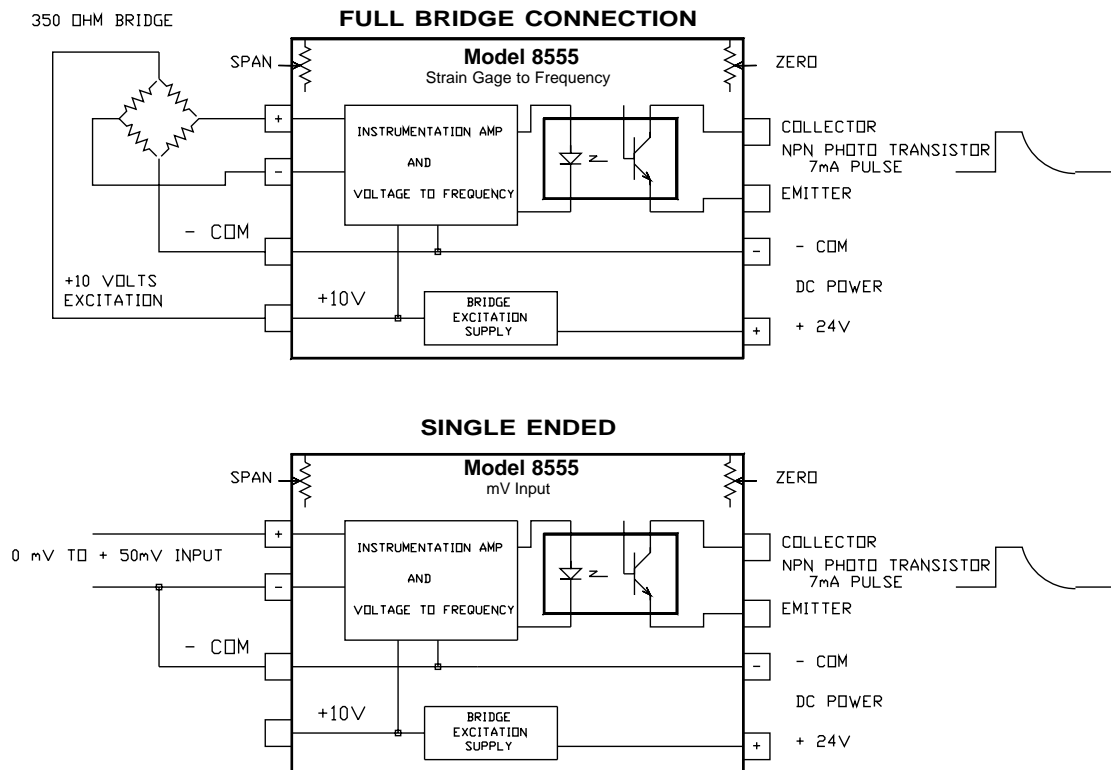 FULL BRIDGE CONNECTION
350 OHM BRIDGE
SPAN
Model 8555
Strain Gage to Frequency
ZERO
+
INSTRUMENTATION AMP
AND
VOLTAGE TO FREQUENCY
-
COLLECTOR
NPN PHOTO TRANSISTOR
7mA PULSE
EMITTER
- COM
-
- COM
+10 VOLTS
EXCITATION
+10V
BRIDGE
EXCITATION
SUPPLY
DC POWER
+
+ 24V
SINGLE ENDED
SPAN
Model 8555
mV Input
ZERO
+
0 mV TO + 50mV INPUT
-
INSTRUMENTATION AMP
AND
VOLTAGE TO FREQUENCY
COLLECTOR
NPN PHOTO TRANSISTOR
7mA PULSE
EMITTER
- COM
-
- COM
+10V
BRIDGE
EXCITATION
SUPPLY
DC POWER
+
+ 24V